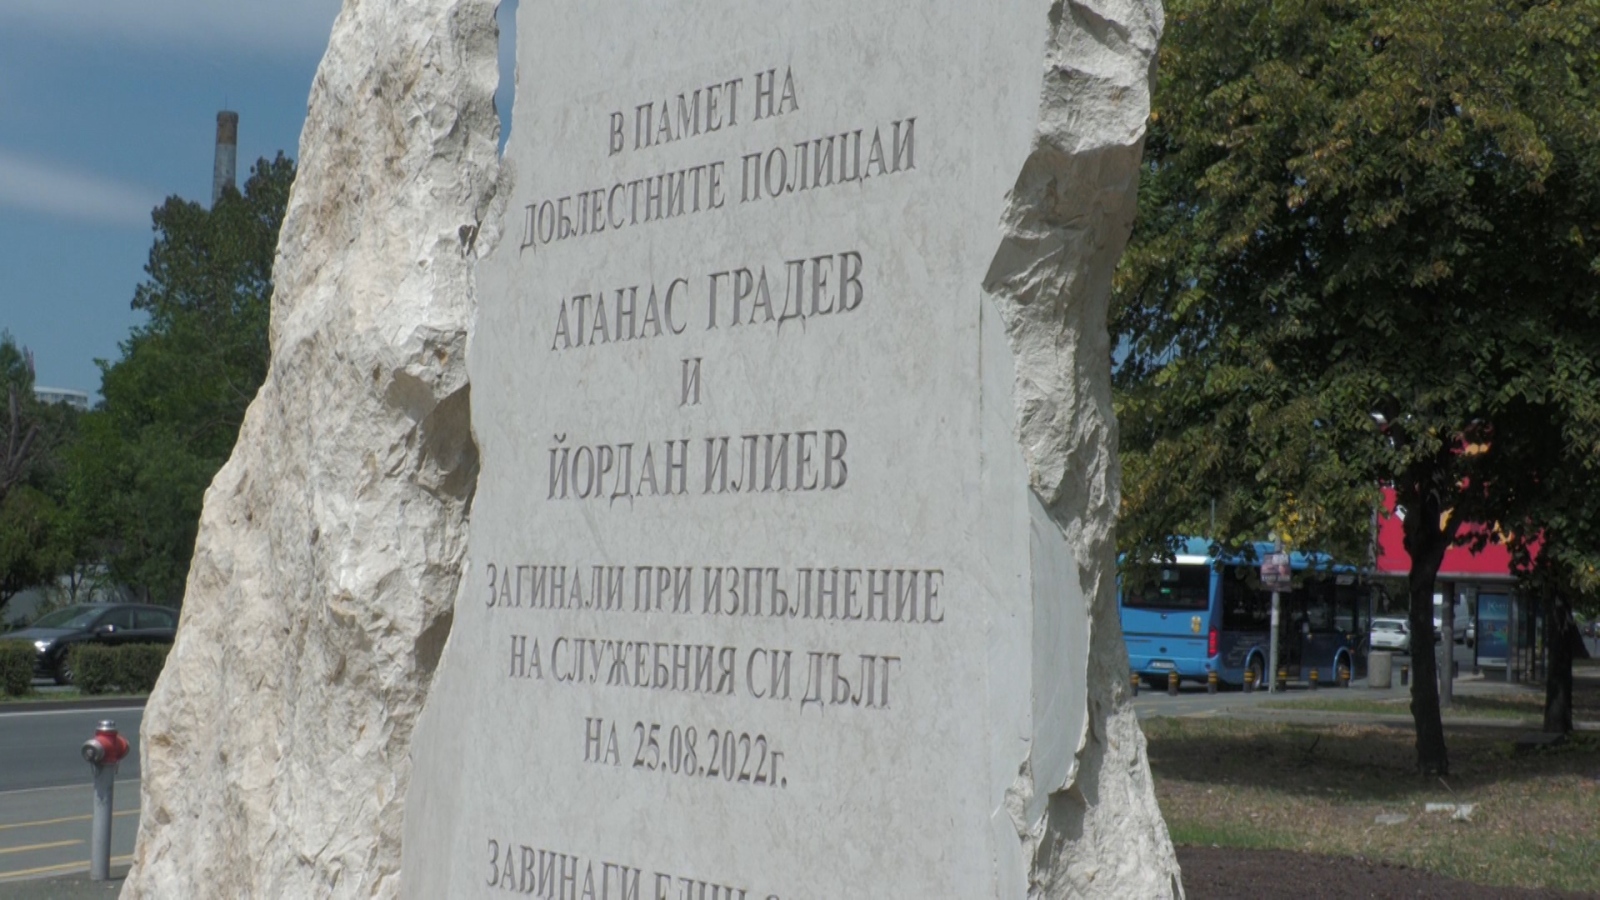 В ПАМЕТ НА
ДОБЛЕСТНИТЕ ПОЛИЦАИ
АТАНАС ГРАДЕВ
И
ЙОРДАН ИЛИЕВ
ЗАГИНАЛИ ПРИ ИЗПЪЛНЕНИЕ
НА СЛУЖЕБНИЯ СИ ДЪЛГ
НА 25.08.2022г.
ЗАВИНАГИ